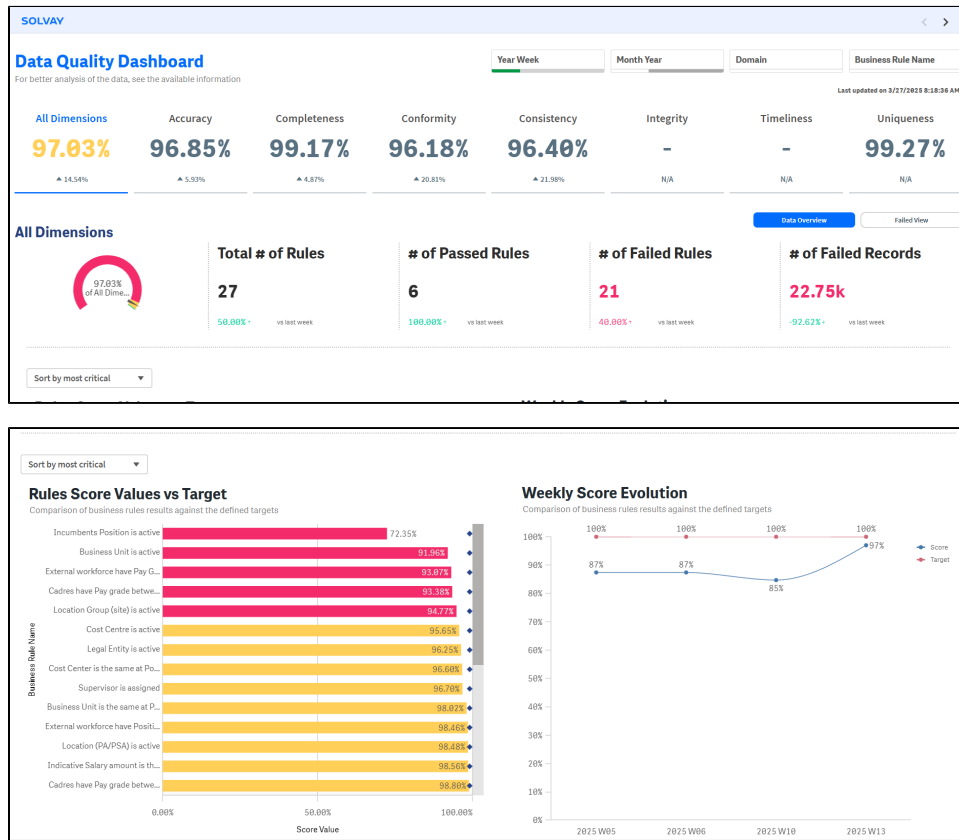 SOLVAY
Data Quality Dashboard
For better analysis of the data, see the available information
Year Week
Month Year
Domain
Business Rule Name
Last updated on 3/27/2025 8:18:36 AM
All Dimensions Accuracy Completeness Conformity Consistency Integrity Timeliness Uniqueness
97.03% 96.85% 99.17% 96.18% 96.40% - - 99.27%
▲ 14.54% ▲ 5.93% ▲ 4.87% ▲ 20.81% ▲ 21.98% N/A N/A N/A
Data Overview Failed View
All Dimensions
97.03%
of All Dime...
Total # of Rules # of Passed Rules # of Failed Rules # of Failed Records
27 6 21 22.75k
50.00% vs last week 100.00% vs last week 40.00% vs last week -92.62% vs last week
Sort by most critical
Sort by most critical
Rules Score Values vs Target
Comparison of business rules results against the defined targets
Business Rule Name
Incumbents Position is active 72.35%
Business Unit is active 91.96%
External workforce have Pay G... 93.07%
Cadres have Pay grade betwe... 93.38%
Location Group (site) is active 94.77%
Cost Centre is active 95.65%
Legal Entity is active 96.25%
Cost Center is the same at Po... 96.60%
Supervisor is assigned 96.70%
Business Unit is the same at P... 98.02%
External workforce have Positi... 98.46%
Location (PA/PSA) is active 98.48%
Indicative Salary amount is th... 98.56%
Cadres have Pay grade betwe... 98.80%
0.00% 50.00% 100.00%
Score Value
Weekly Score Evolution
Comparison of business rules results against the defined targets
100% 100% 100% 100%
87% 87% 85% 97%
Score
Target
100%
90%
80%
70%
60%
50%
40%
30%
20%
10%
0%
2025 W05 2025 W06 2025 W10 2025 W13